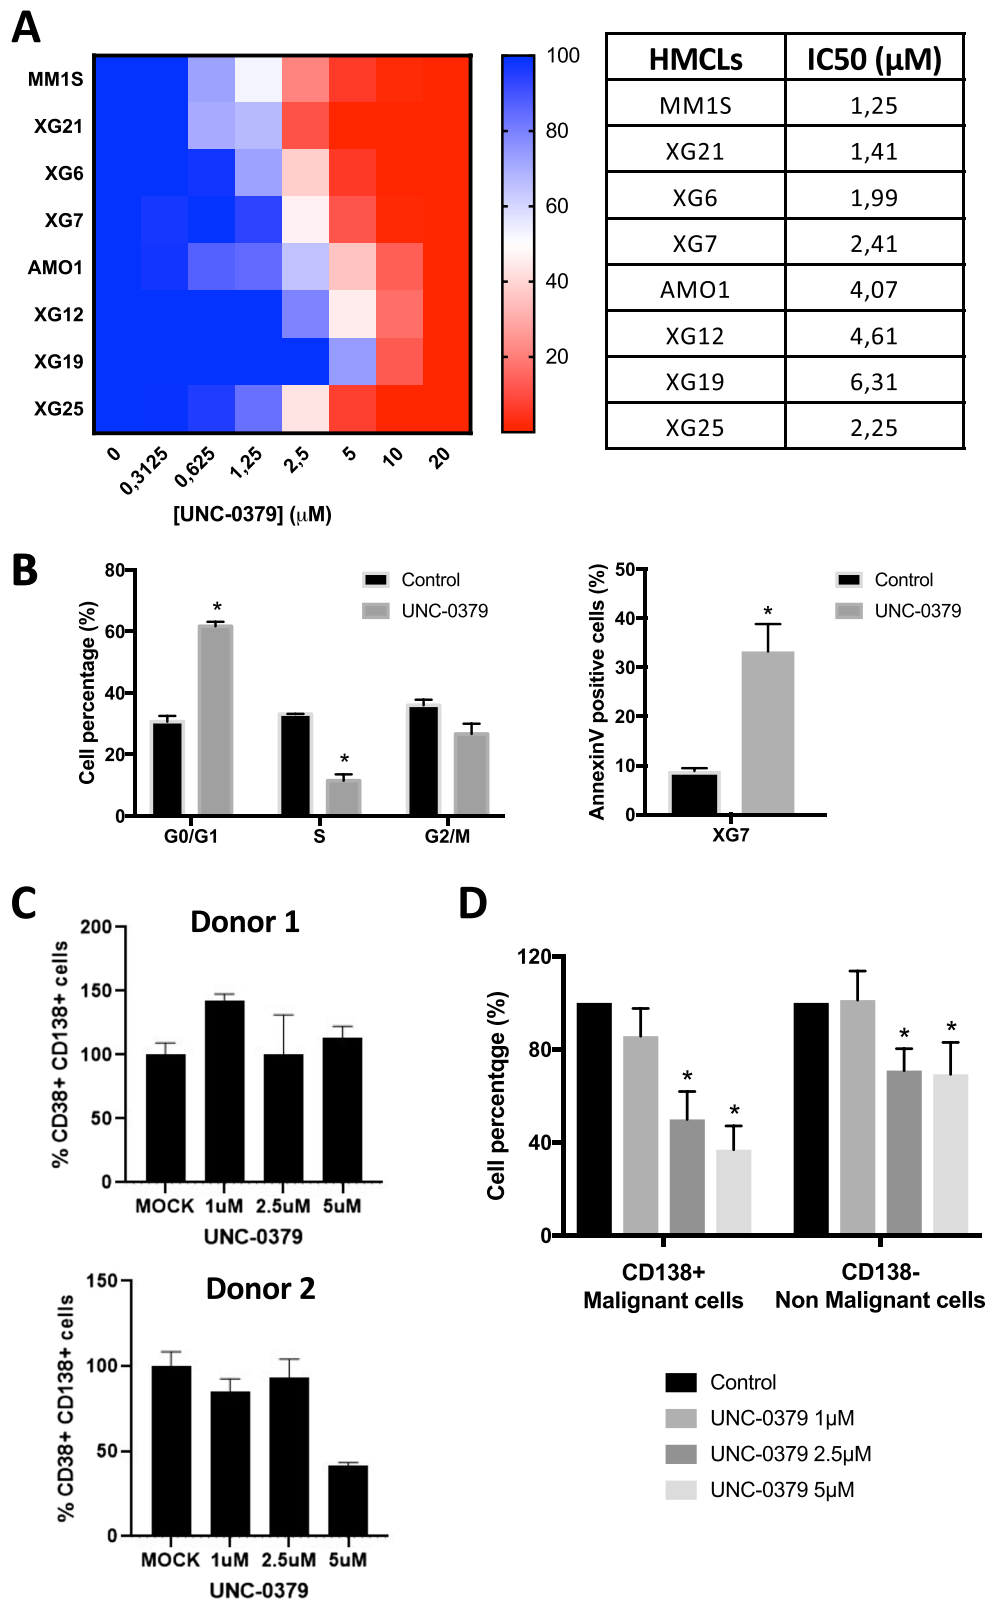 A
MM1S
XG21
XG6
XG7
AMO1
XG12
XG19
XG25
0
0,3125
0,625
1,25
2,5
5
10
20
[UNC-0379] (μM)
100
80
60
40
20
HMCLs IC50 (μM)
MM1S 1,25
XG21 1,41
XG6 1,99
XG7 2,41
AMO1 4,07
XG12 4,61
XG19 6,31
XG25 2,25
B
Cell percentage (%)
80
60
40
20
0
Control
UNC-0379
*
*
G0/G1 S G2/M
AnnexinV positive cells (%)
50
40
30
20
10
0
Control
UNC-0379
*
XG7
C
Donor 1
% CD38+ CD138+ cells
200
150
100
50
0
MOCK 1uM 2.5uM 5uM
UNC-0379
Donor 2
% CD38+ CD138+ cells
150
100
50
0
MOCK 1uM 2.5uM 5uM
UNC-0379
D
Cell percentqge (%)
120
80
40
0
*
*
*
*
CD138+
Malignant cells
CD138-
Non Malignant cells
Control
UNC-0379 1μM
UNC-0379 2.5μM
UNC-0379 5μM